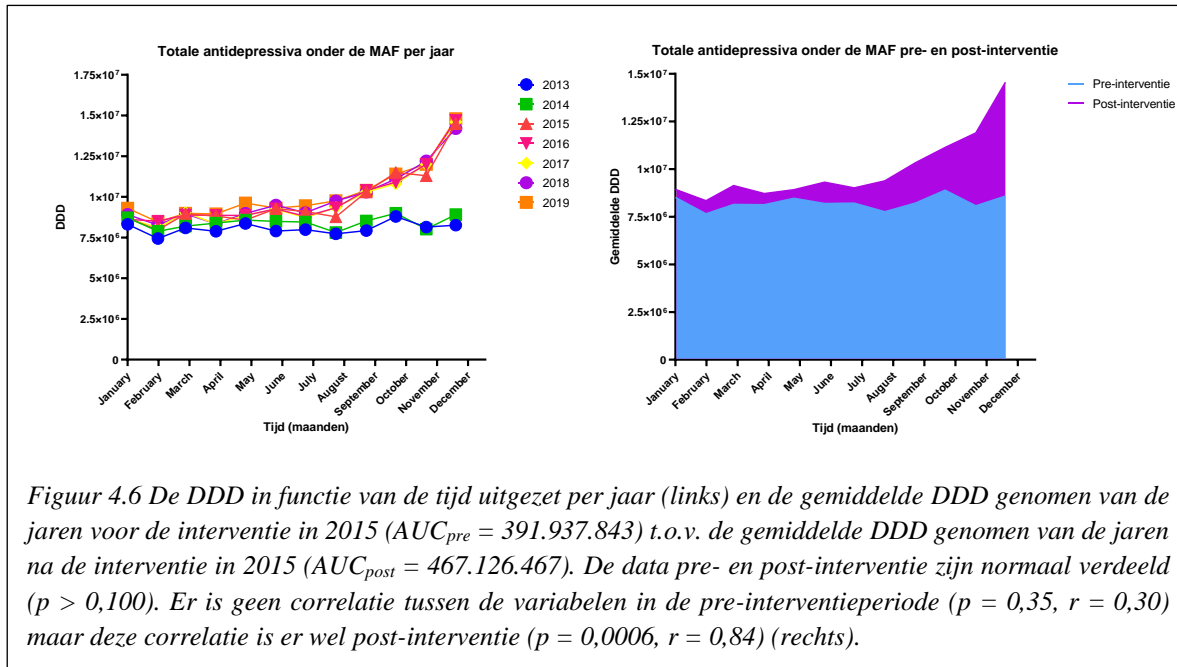 Totale antidepressiva onder de MAF per jaar
DDD
1.75×10⁷
1.5×10⁷
1.25×10⁷
1×10⁷
7.5×10⁶
5×10⁶
2.5×10⁶
0
January
February
March
April
May
June
July
August
September
October
November
December
Tijd (maanden)
2013
2014
2015
2016
2017
2018
2019
Totale antidepressiva onder de MAF pre- en post-interventie
Gemiddelde DDD
1.5×10⁷
1.25×10⁷
1×10⁷
7.5×10⁶
5×10⁶
2.5×10⁶
0
January
February
March
April
May
June
July
August
September
October
November
December
Tijd (maanden)
Pre-interventie
Post-interventie
Figuur 4.6 De DDD in functie van de tijd uitgezet per jaar (links) en de gemiddelde DDD genomen van de
jaren voor de interventie in 2015 (AUCpre = 391.937.843) t.o.v. de gemiddelde DDD genomen van de jaren
na de interventie in 2015 (AUCpost = 467.126.467). De data pre- en post-interventie zijn normaal verdeeld
(p > 0,100). Er is geen correlatie tussen de variabelen in de pre-interventieperiode (p = 0,35, r = 0,30)
maar deze correlatie is er wel post-interventie (p = 0,0006, r = 0,84) (rechts).